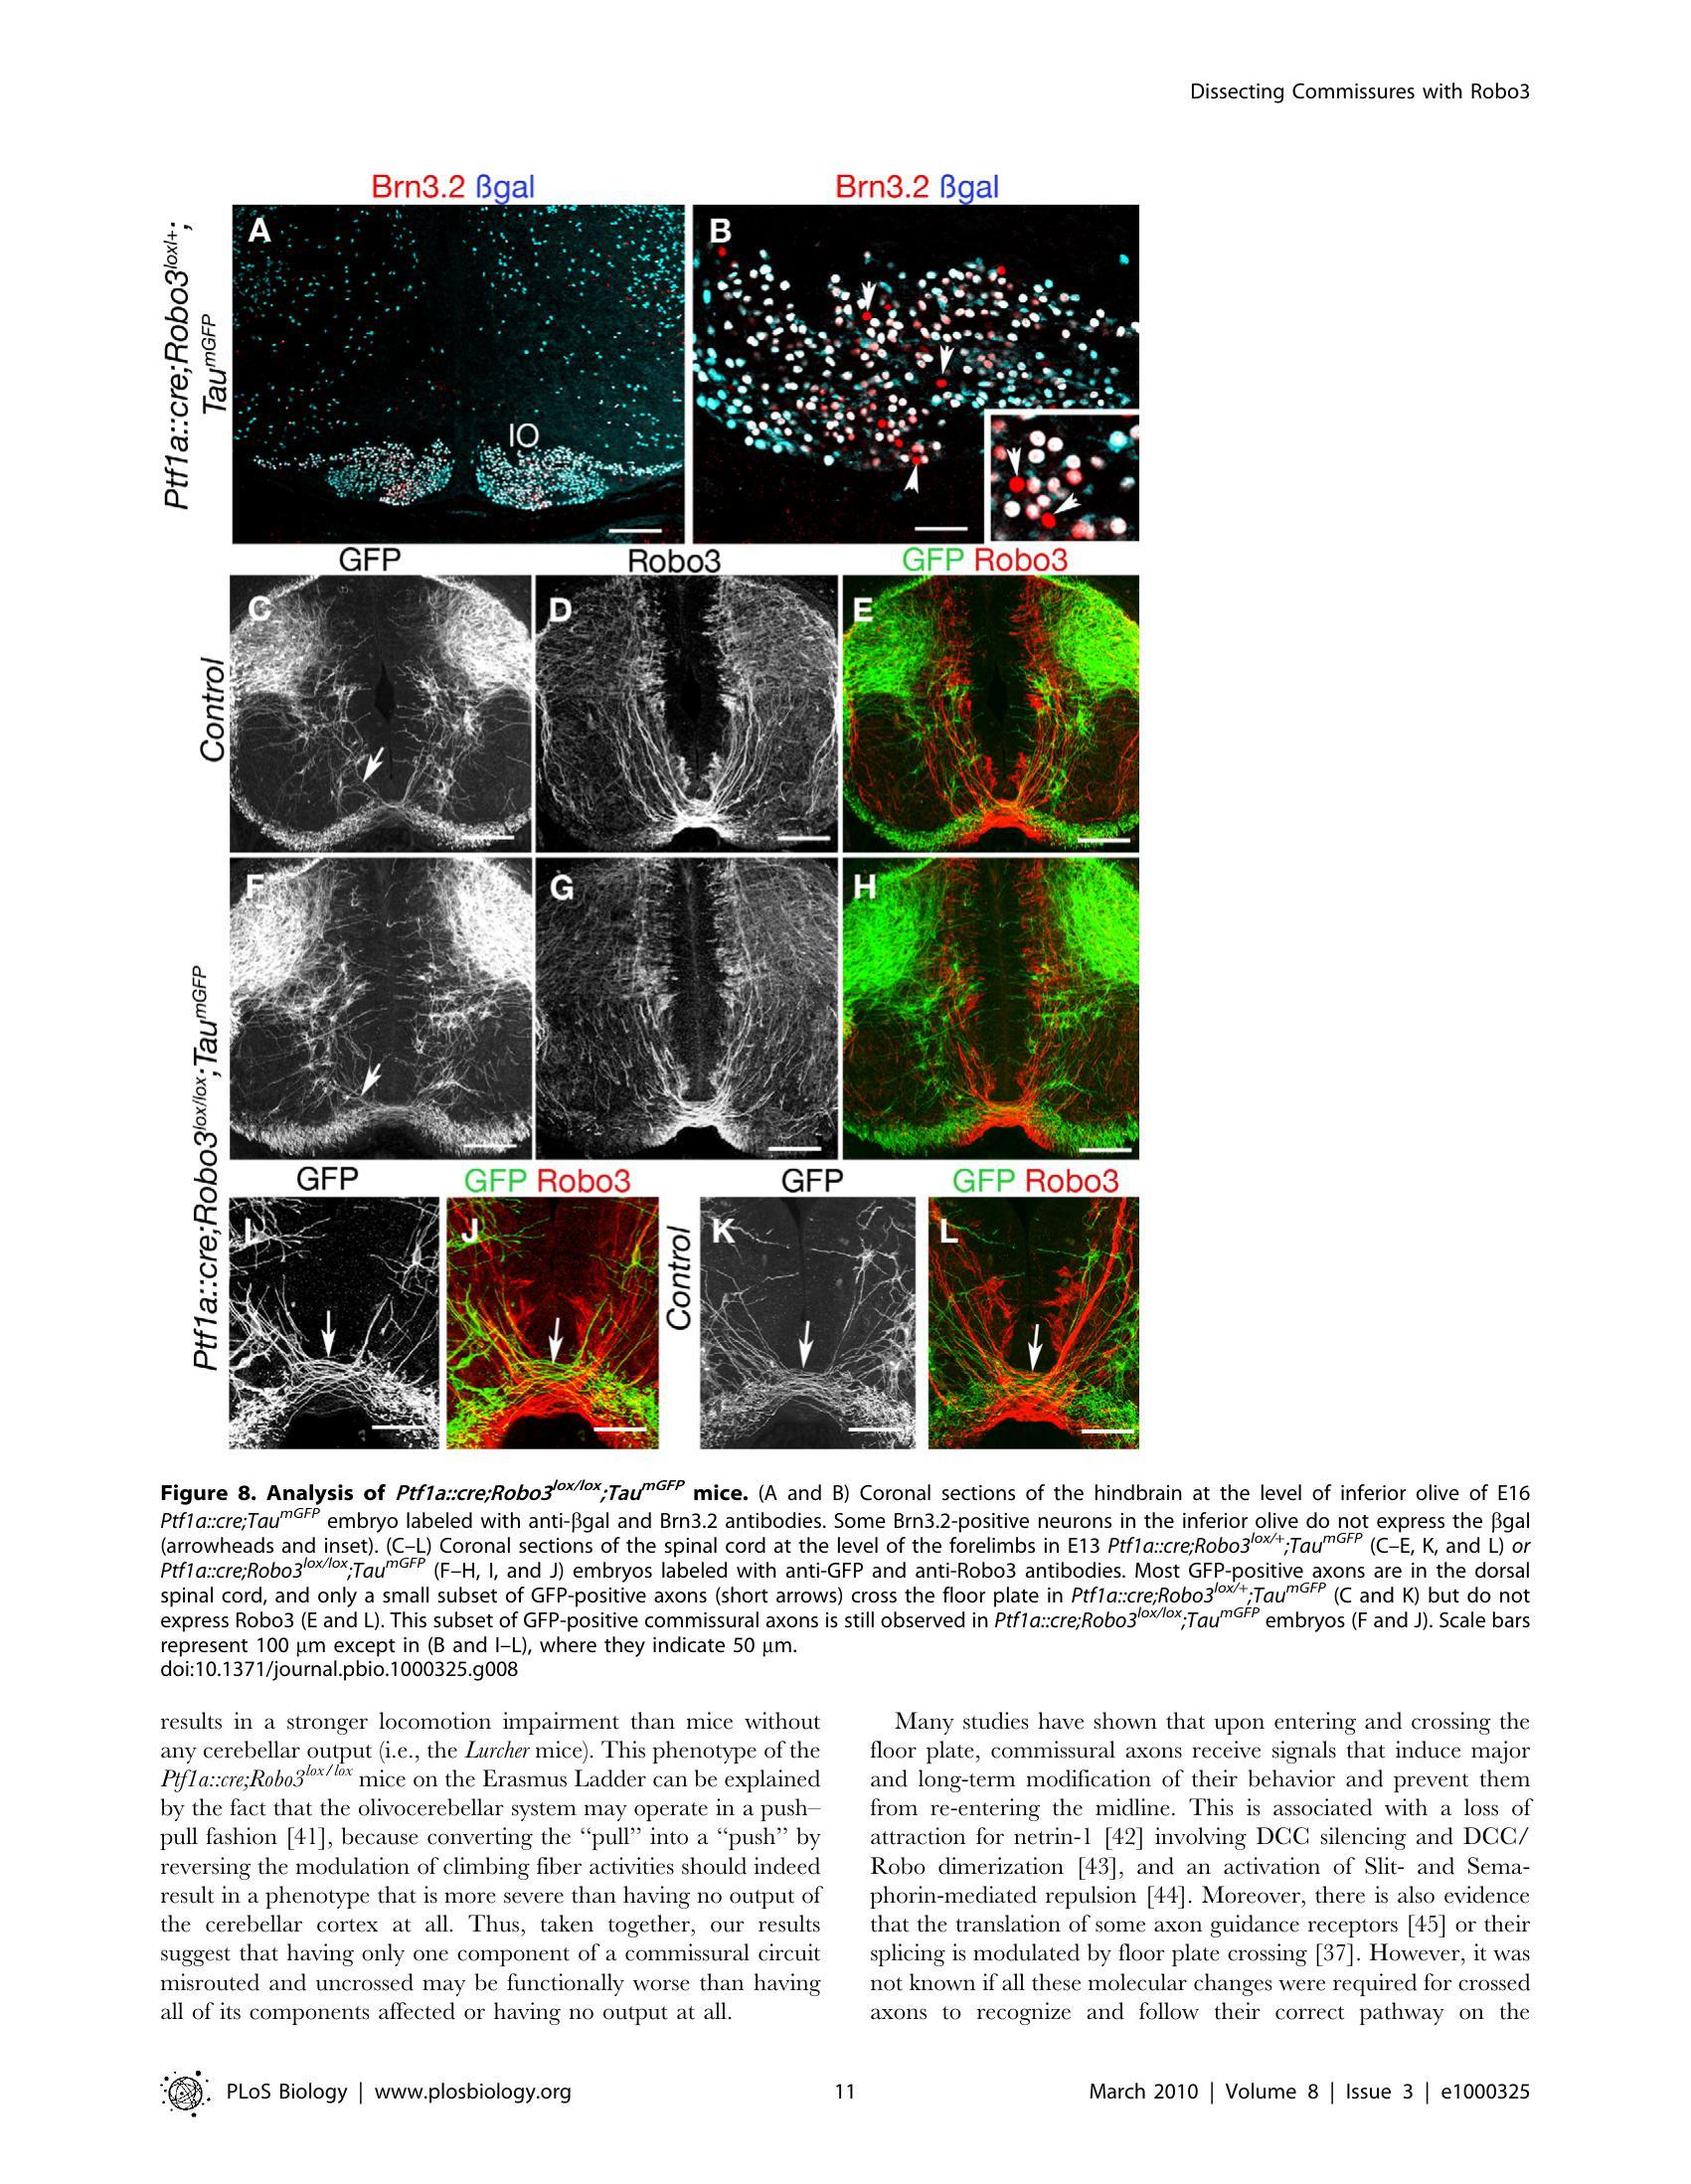 Dissecting Commissures with Robo3
Brn3.2 ßgal
Brn3.2 ßgal
Ptf1a::cre;Robo3loxl+;
TaumGFP
A
B
IO
GFP
Robo3
GFP Robo3
Control
C
D
E
Ptf1a::cre;Robo3lox/lox;TaumGFP
F
G
H
GFP
GFP Robo3
GFP
GFP Robo3
I
J
Control
K
L
Figure 8. Analysis of Ptf1a::cre;Robo3lox/lox;TaumGFP mice. (A and B) Coronal sections of the hindbrain at the level of inferior olive of E16
Ptf1a::cre;TaumGFP embryo labeled with anti-βgal and Brn3.2 antibodies. Some Brn3.2-positive neurons in the inferior olive do not express the βgal
(arrowheads and inset). (C–L) Coronal sections of the spinal cord at the level of the forelimbs in E13 Ptf1a::cre;Robo3lox/+;TaumGFP (C–E, K, and L) or
Ptf1a::cre;Robo3lox/lox;TaumGFP (F–H, I, and J) embryos labeled with anti-GFP and anti-Robo3 antibodies. Most GFP-positive axons are in the dorsal
spinal cord, and only a small subset of GFP-positive axons (short arrows) cross the floor plate in Ptf1a::cre;Robo3lox/+;TaumGFP (C and K) but do not
express Robo3 (E and L). This subset of GFP-positive commissural axons is still observed in Ptf1a::cre;Robo3lox/lox;TaumGFP embryos (F and J). Scale bars
represent 100 μm except in (B and I–L), where they indicate 50 μm.
doi:10.1371/journal.pbio.1000325.g008
results in a stronger locomotion impairment than mice without
any cerebellar output (i.e., the Lurcher mice). This phenotype of the
Ptf1a::cre;Robo3lox/lox mice on the Erasmus Ladder can be explained
by the fact that the olivocerebellar system may operate in a push–
pull fashion [41], because converting the “pull” into a “push” by
reversing the modulation of climbing fiber activities should indeed
result in a phenotype that is more severe than having no output of
the cerebellar cortex at all. Thus, taken together, our results
suggest that having only one component of a commissural circuit
misrouted and uncrossed may be functionally worse than having
all of its components affected or having no output at all.
Many studies have shown that upon entering and crossing the
floor plate, commissural axons receive signals that induce major
and long-term modification of their behavior and prevent them
from re-entering the midline. This is associated with a loss of
attraction for netrin-1 [42] involving DCC silencing and DCC/
Robo dimerization [43], and an activation of Slit- and Sema-
phorin-mediated repulsion [44]. Moreover, there is also evidence
that the translation of some axon guidance receptors [45] or their
splicing is modulated by floor plate crossing [37]. However, it was
not known if all these molecular changes were required for crossed
axons to recognize and follow their correct pathway on the
PLoS Biology | www.plosbiology.org
11
March 2010 | Volume 8 | Issue 3 | e1000325